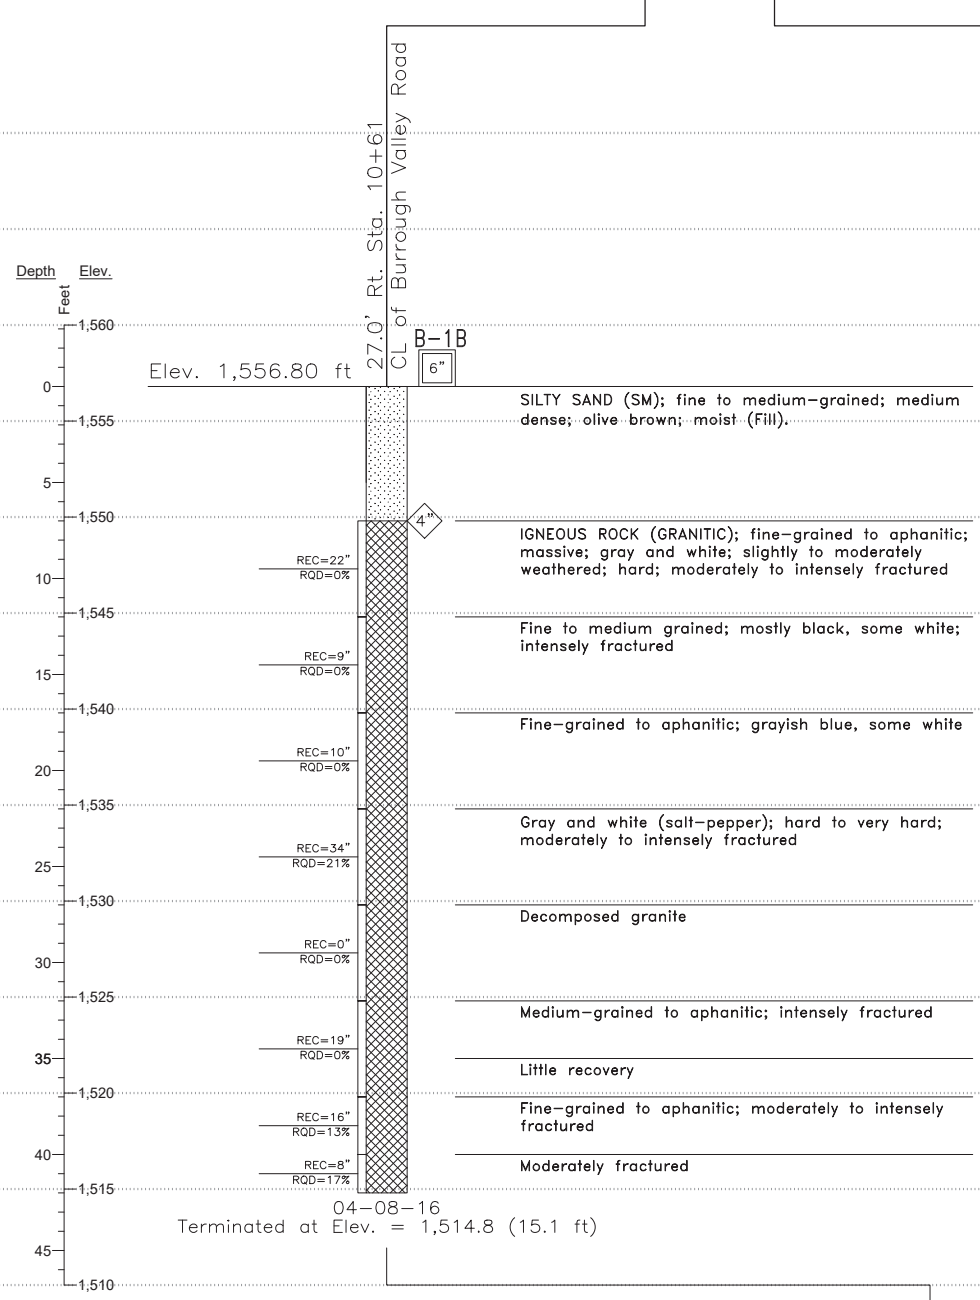 27.0' Rt. Sta. 10+61
CL of Burrough Valley Road
Depth Elev.
Feet
1,560
B-1B
6"
Elev. 1,556.80 ft
0
SILTY SAND (SM); fine to medium-grained; medium
dense; olive brown; moist (Fill).
1,555
5
1,550
4"
IGNEOUS ROCK (GRANITIC); fine-grained to aphanitic;
massive; gray and white; slightly to moderately
weathered; hard; moderately to intensely fractured
REC=22"
RQD=0%
10
1,545
Fine to medium grained; mostly black, some white;
intensely fractured
REC=9"
RQD=0%
15
1,540
Fine-grained to aphanitic; grayish blue, some white
REC=10"
RQD=0%
20
1,535
Gray and white (salt-pepper); hard to very hard;
moderately to intensely fractured
REC=34"
RQD=21%
25
1,530
Decomposed granite
REC=0"
RQD=0%
30
1,525
Medium-grained to aphanitic; intensely fractured
REC=19"
RQD=0%
35
Little recovery
1,520
Fine-grained to aphanitic; moderately to intensely
fractured
REC=16"
RQD=13%
40
Moderately fractured
REC=8"
RQD=17%
1,515
04-08-16
Terminated at Elev. = 1,514.8 (15.1 ft)
45
1,510